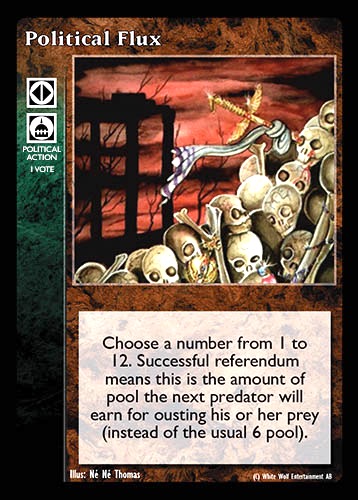 Political Flux
POLITICAL
ACTION
1 VOTE
Choose a number from 1 to
12. Successful referendum
means this is the amount of
pool the next predator will
earn for ousting his or her prey
(instead of the usual 6 pool).
Illus: Né Né Thomas
(C) White Wolf Entertainment AB